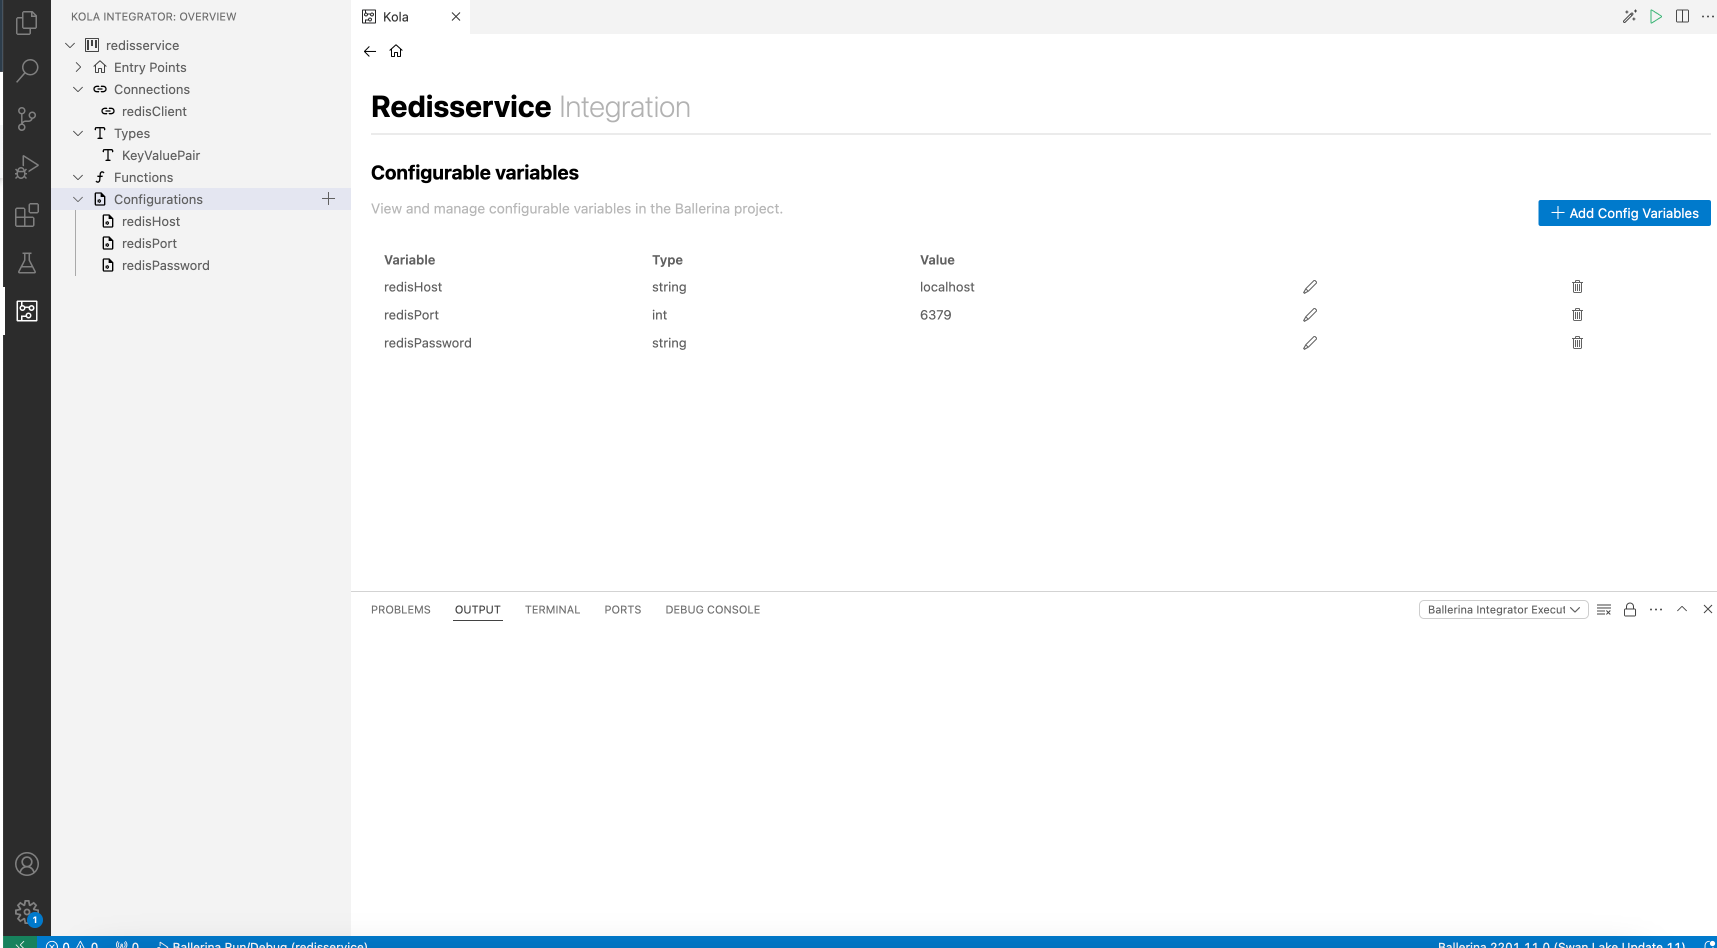 KOLA INTEGRATOR: OVERVIEW
redisservice
Entry Points
Connections
redisClient
Types
KeyValuePair
Functions
Configurations
redisHost
redisPort
redisPassword
Kola
Redisservice Integration
Configurable variables
View and manage configurable variables in the Ballerina project.
Add Config Variables
Variable Type Value
redisHost string localhost
redisPort int 6379
redisPassword string
PROBLEMS OUTPUT TERMINAL PORTS DEBUG CONSOLE
Ballerina Integrator Execut
1
0 0 0 Ballerina Run/Debug (redisservice) Ballerina 2201.11.0 (Swan Lake Update 11)